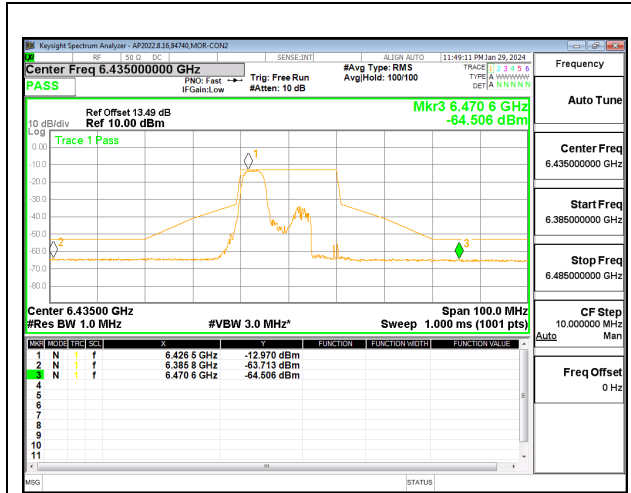 Keysight Spectrum Analyzer - AP2022.8.16,84740,MOR-CON2
RF 50 Ω DC SENSE:INT ALIGN AUTO 11:49:11 PM Jan 29, 2024
Center Freq 6.435000000 GHz
PASS
PNO: Fast
IFGain:Low
Trig: Free Run
#Atten: 10 dB
#Avg Type: RMS
Avg|Hold: 100/100
TRACE 1 2 3 4 5 6
TYPE A WWWWW
DET A N N N N N
Ref Offset 13.49 dB
Ref 10.00 dBm
10 dB/div
Log
Mkr3 6.470 6 GHz
-64.506 dBm
Trace 1 Pass
0.00
-10.0
-20.0
-30.0
-40.0
-50.0
-60.0
-70.0
-80.0
1
2
3
Center 6.43500 GHz
#Res BW 1.0 MHz
#VBW 3.0 MHz*
Span 100.0 MHz
Sweep 1.000 ms (1001 pts)
MKR MODE TRC SCL X Y FUNCTION FUNCTION WIDTH FUNCTION VALUE
1 N 1 f 6.426 5 GHz -12.970 dBm
2 N 1 f 6.385 8 GHz -63.713 dBm
3 N 1 f 6.470 6 GHz -64.506 dBm
4
5
6
7
8
9
10
11
MSG STATUS
Frequency
Auto Tune
Center Freq
6.435000000 GHz
Start Freq
6.385000000 GHz
Stop Freq
6.485000000 GHz
CF Step
10.000000 MHz
Auto Man
Freq Offset
0 Hz